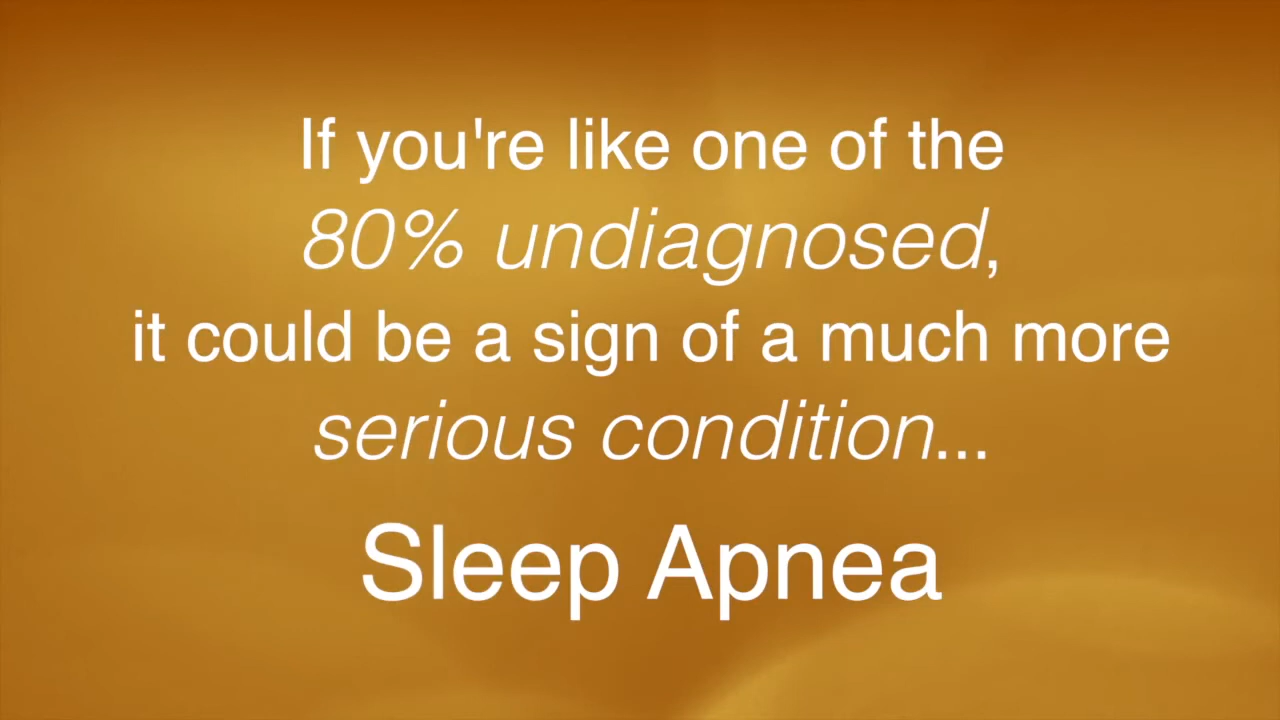 If you're like one of the
80% undiagnosed,
it could be a sign of a much more
serious condition...
Sleep Apnea